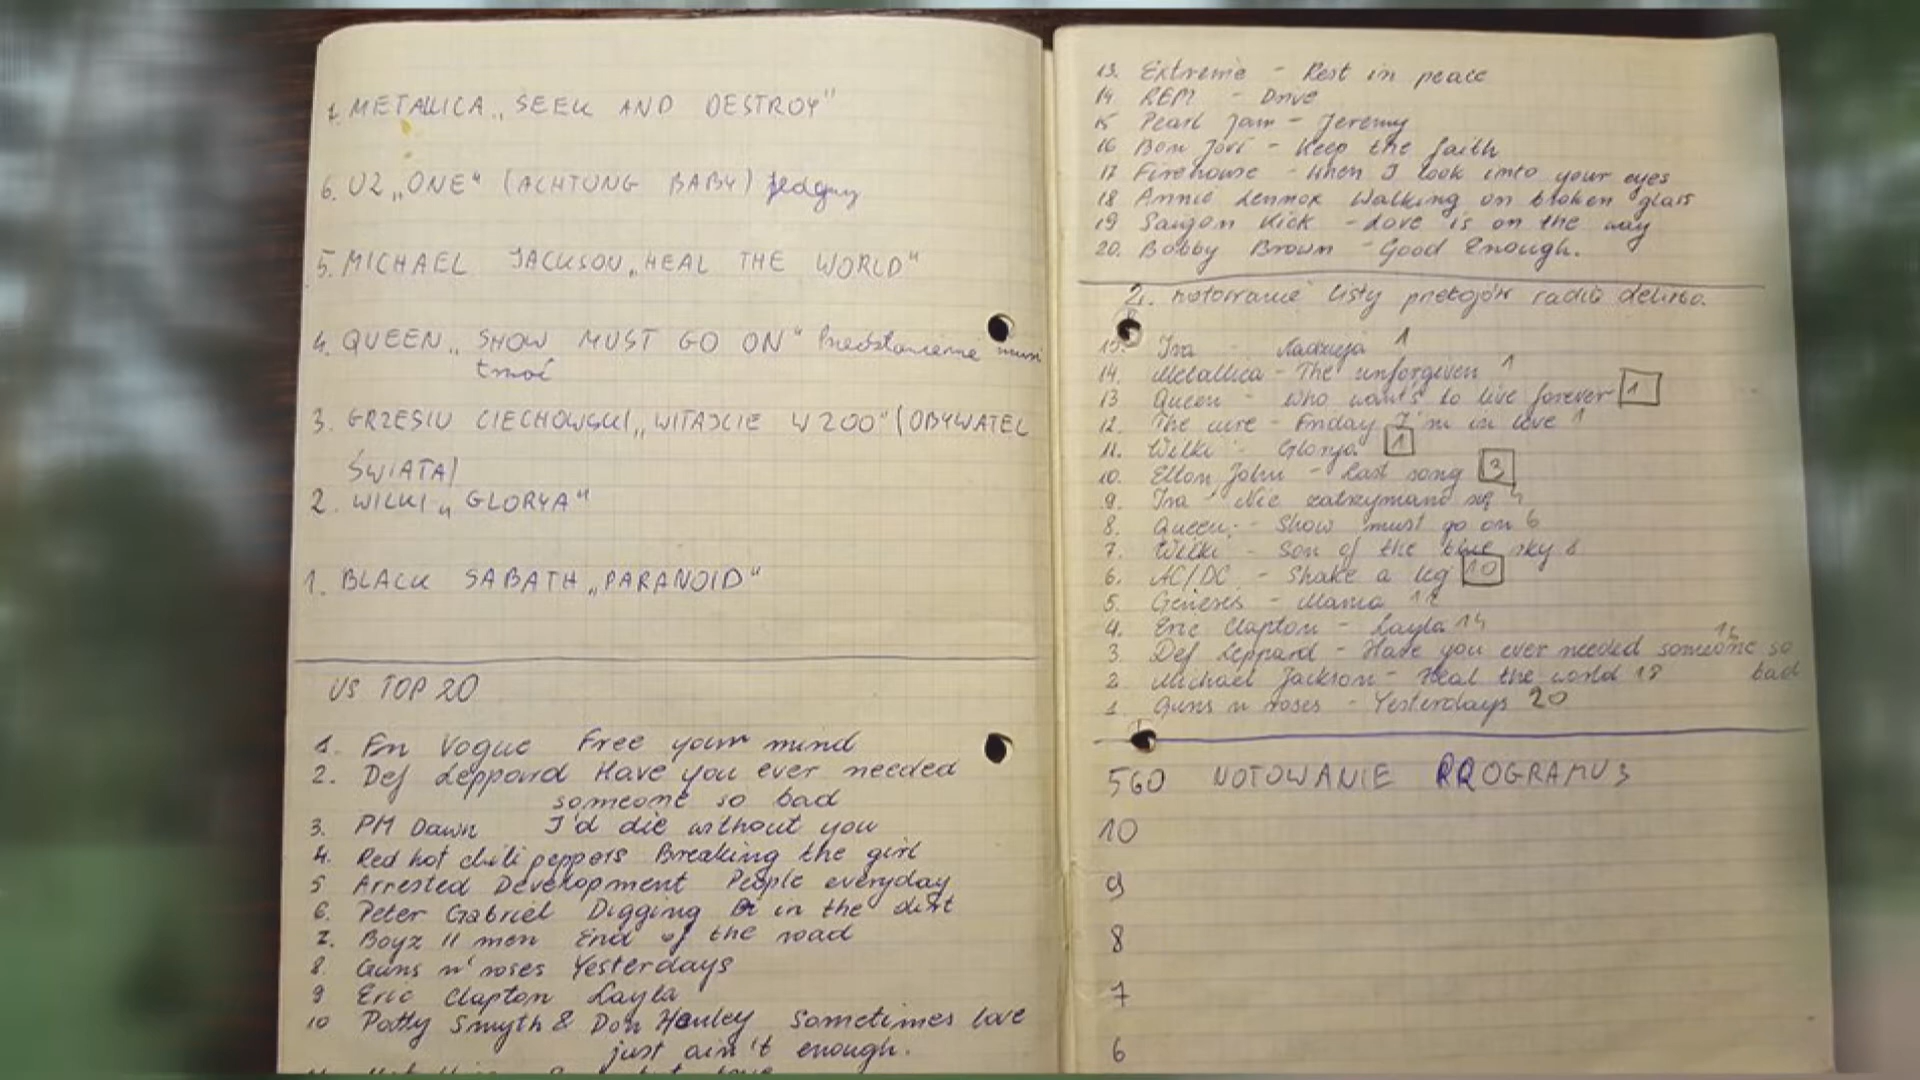 7. METALLICA „SEEK AND DESTROY"
6. U2 „ONE" (ACHTUNG BABY) jedyny
5. MICHAEL JACKSON „HEAL THE WORLD"
4. QUEEN „SHOW MUST GO ON" Przedstawienie musi
trwać
3. GRZESIU CIECHOWSKI „WITAJCIE W ZOO" (OBYWATEL
ŚWIATA)
2. WILKI „GLORYA"
1. BLACK SABATH „PARANOID"
US TOP 20
1. En Vogue Free your mind
2. Def Leppard Have you ever needed
someone so bad
3. PM Dawn I'd die without you
4. Red hot chili peppers Breaking the girl
5 Arrested Development People everyday
6. Peter Gabriel Digging in the dirt
7. Boyz II men End of the road
8. Guns n' roses Yesterdays
9 Eric Clapton Layla
10 Patty Smyth & Don Henley Sometimes love
just ain't enough.
13. Extreme - Rest in peace
14 REM - Drive
15 Pearl Jam - Jeremy
16 Bon Jovi - Keep the faith
17 Firehouse - When I look into your eyes
18 Annie Lennox Walking on broken glass
19 Saigon Kick - Love is on the way
20. Bobby Brown - Good Enough.
2. notowanie listy przebojów radio
15. Ira - Nadzieja 1
14. Metallica - The unforgiven 1
13 Queen - Who wants to live forever 1
12. The cure - Friday I'm in love 1
11. Wilki - Glorya 1
10. Elton John - Last song 3
9. Ira - Nie zatrzymam się 4
8. Queen - Show must go on 6
7. Wilki - Son of the blue sky 8
6. AC/DC - Shake a leg 10
5. Genesis - Mama 12
4. Eric Clapton - Layla 14
3. Def Leppard - Have you ever needed someone so 16
bad
2 Michael Jackson - Heal the world 18
1 Guns n roses - Yesterdays 20
560 NOTOWANIE PROGRAMU 3
10
9
8
7
6